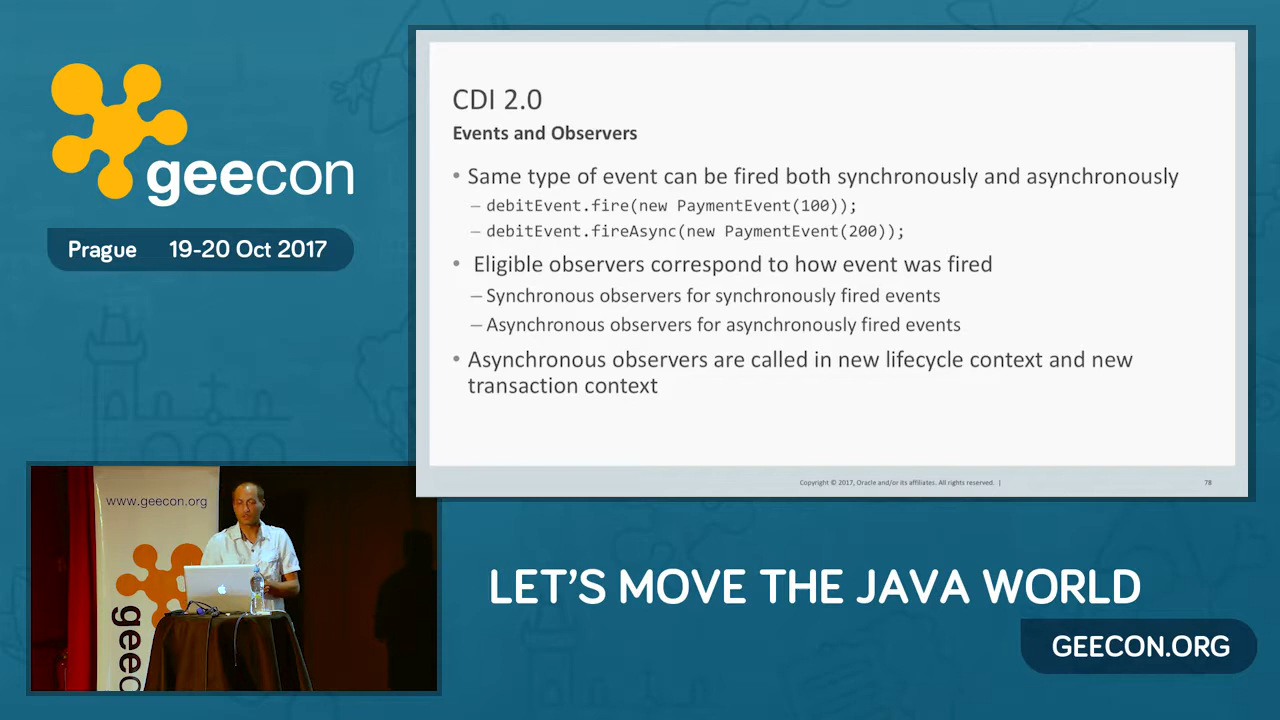 geecon
Prague 19-20 Oct 2017
CDI 2.0
Events and Observers
• Same type of event can be fired both synchronously and asynchronously
– debitEvent.fire(new PaymentEvent(100));
– debitEvent.fireAsync(new PaymentEvent(200));
• Eligible observers correspond to how event was fired
– Synchronous observers for synchronously fired events
– Asynchronous observers for asynchronously fired events
• Asynchronous observers are called in new lifecycle context and new
transaction context
Copyright © 2017, Oracle and/or its affiliates. All rights reserved. |
78
www.geecon.org
geec
LET'S MOVE THE JAVA WORLD
GEECON.ORG